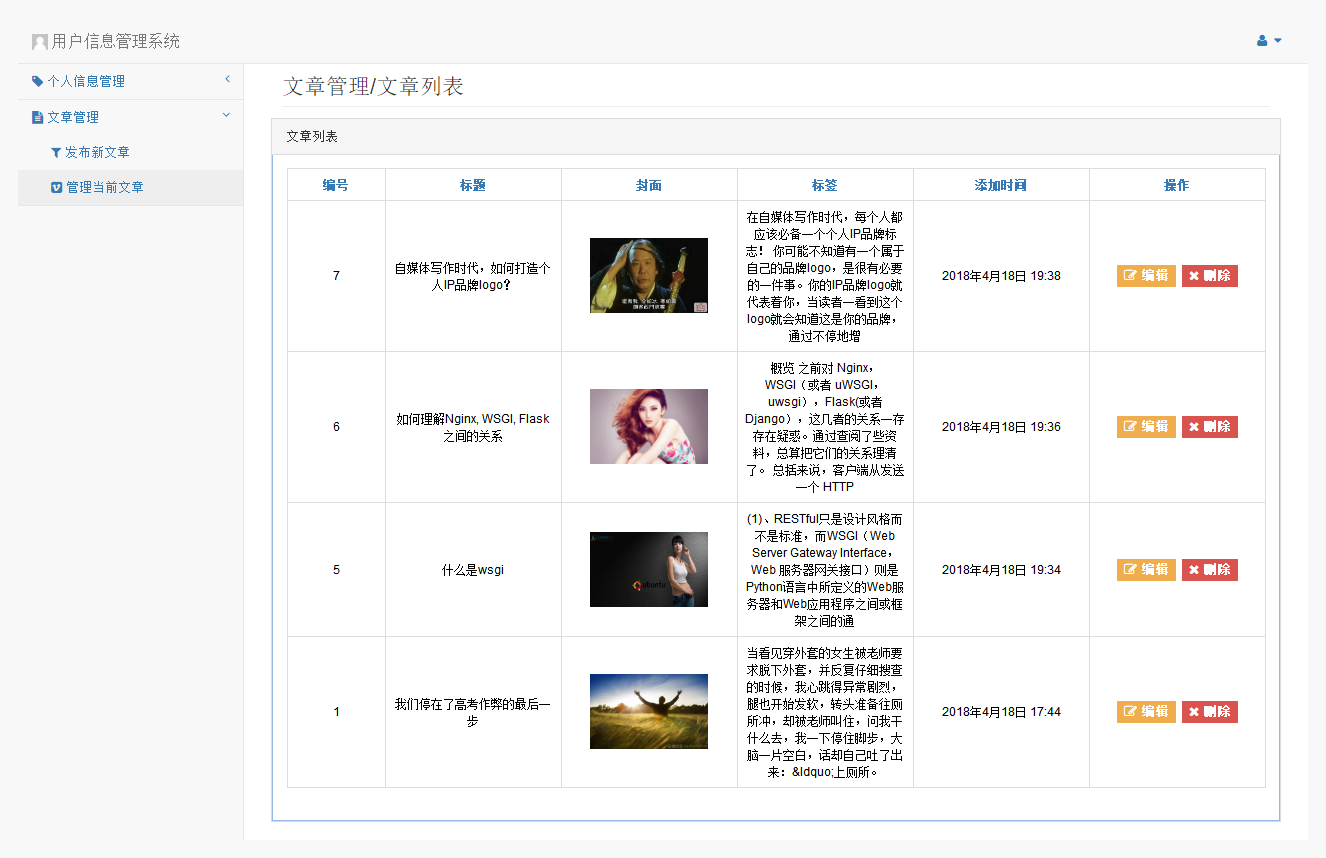 用户信息管理系统
个人信息管理
文章管理
发布新文章
管理当前文章
文章管理/文章列表
文章列表
编号 标题 封面 标签 添加时间 操作
7
自媒体写作时代，如何打造个
人IP品牌logo？
在自媒体写作时代，每个人都
应该必备一个个人IP品牌标
志！ 你可能不知道有一个属于
自己的品牌logo，是很有必要
的一件事。你的IP品牌logo就
代表着你，当读者一看到这个
logo就会知道这是你的品牌，
通过不停地增
2018年4月18日 19:38
编辑 删除
6
如何理解Nginx, WSGI, Flask
之间的关系
概览 之前对 Nginx，
WSGI（或者 uWSGI，
uwsgi），Flask(或者
Django），这几者的关系一存
存在疑惑。通过查阅了些资
料，总算把它们的关系理清
了。 总括来说，客户端从发送
一个 HTTP
2018年4月18日 19:36
编辑 删除
5
什么是wsgi
ubuntu
(1)、RESTful只是设计风格而
不是标准，而WSGI（Web
Server Gateway Interface，
Web 服务器网关接口）则是
Python语言中所定义的Web服
务器和Web应用程序之间或框
架之间的通
2018年4月18日 19:34
编辑 删除
1
我们停在了高考作弊的最后一
步
当看见穿外套的女生被老师要
求脱下外套，并反复仔细搜查
的时候，我心跳得异常剧烈，
腿也开始发软，转头准备往厕
所冲，却被老师叫住，问我干
什么去，我一下停住脚步，大
脑一片空白，话却自己吐了出
来：&ldquo;上厕所。
2018年4月18日 17:44
编辑 删除